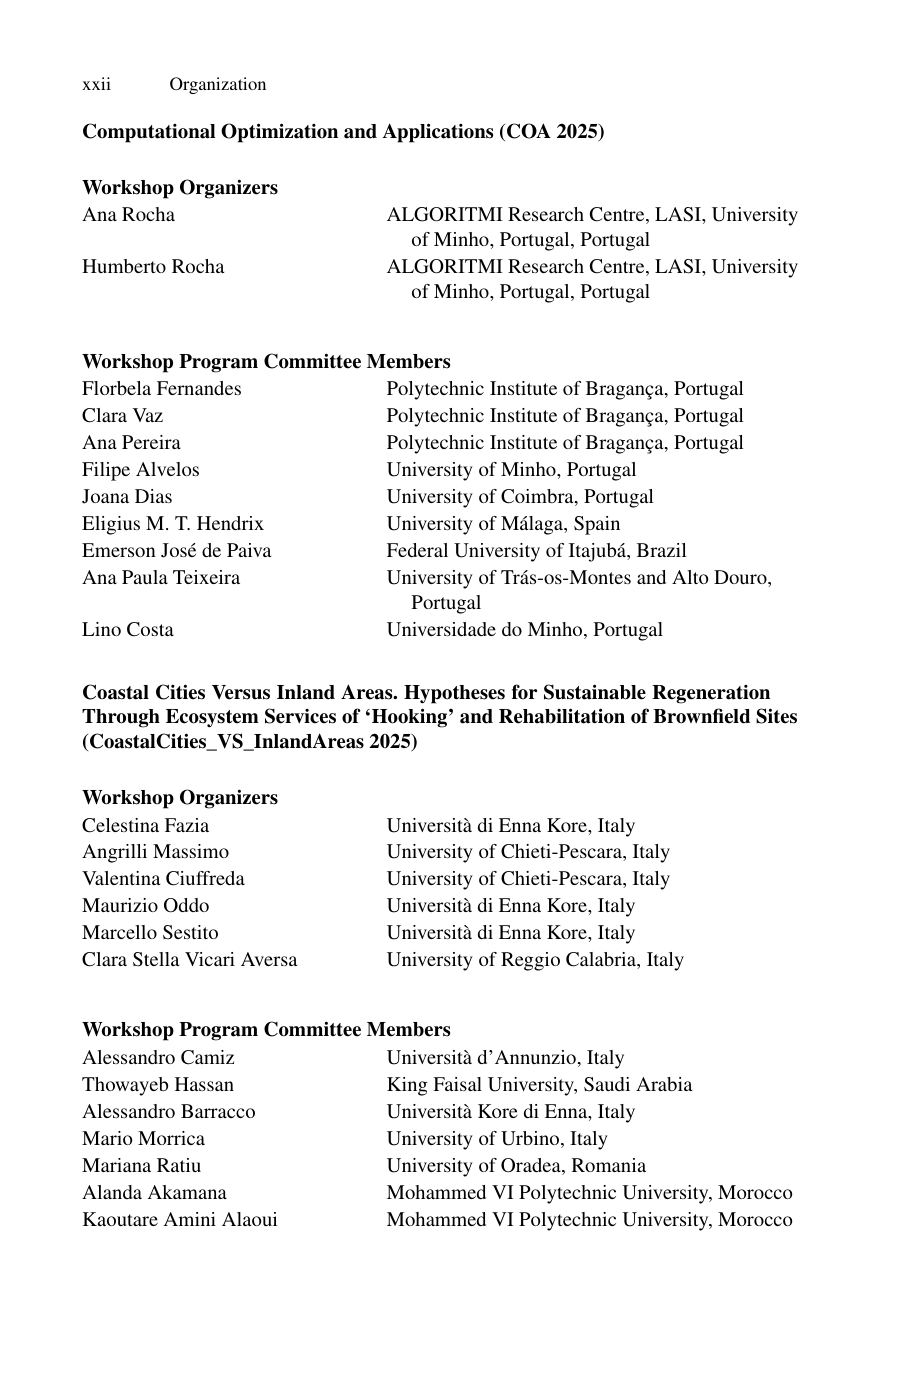 xxii Organization
Computational Optimization and Applications (COA 2025)
Workshop Organizers
Ana Rocha ALGORITMI Research Centre, LASI, University
of Minho, Portugal, Portugal
Humberto Rocha ALGORITMI Research Centre, LASI, University
of Minho, Portugal, Portugal
Workshop Program Committee Members
Florbela Fernandes Polytechnic Institute of Bragança, Portugal
Clara Vaz Polytechnic Institute of Bragança, Portugal
Ana Pereira Polytechnic Institute of Bragança, Portugal
Filipe Alvelos University of Minho, Portugal
Joana Dias University of Coimbra, Portugal
Eligius M. T. Hendrix University of Málaga, Spain
Emerson José de Paiva Federal University of Itajubá, Brazil
Ana Paula Teixeira University of Trás-os-Montes and Alto Douro,
Portugal
Lino Costa Universidade do Minho, Portugal
Coastal Cities Versus Inland Areas. Hypotheses for Sustainable Regeneration
Through Ecosystem Services of ‘Hooking’ and Rehabilitation of Brownfield Sites
(CoastalCities_VS_InlandAreas 2025)
Workshop Organizers
Celestina Fazia Università di Enna Kore, Italy
Angrilli Massimo University of Chieti-Pescara, Italy
Valentina Ciuffreda University of Chieti-Pescara, Italy
Maurizio Oddo Università di Enna Kore, Italy
Marcello Sestito Università di Enna Kore, Italy
Clara Stella Vicari Aversa University of Reggio Calabria, Italy
Workshop Program Committee Members
Alessandro Camiz Università d’Annunzio, Italy
Thowayeb Hassan King Faisal University, Saudi Arabia
Alessandro Barracco Università Kore di Enna, Italy
Mario Morrica University of Urbino, Italy
Mariana Ratiu University of Oradea, Romania
Alanda Akamana Mohammed VI Polytechnic University, Morocco
Kaoutare Amini Alaoui Mohammed VI Polytechnic University, Morocco